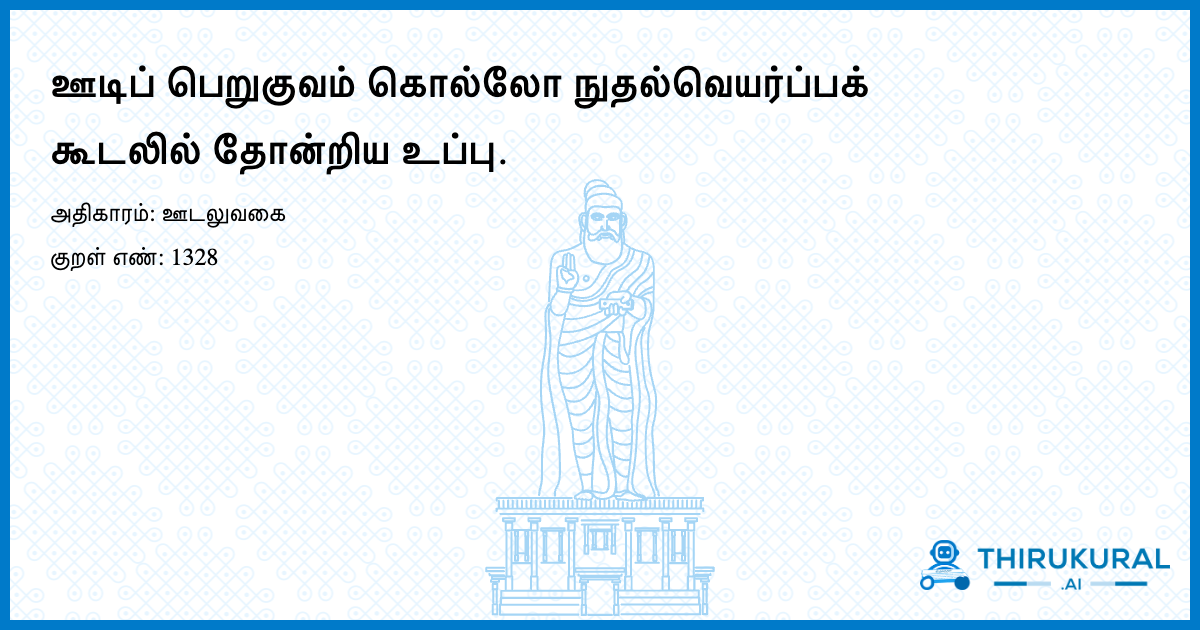 ஊடிப் பெறுகுவம் கொல்லோ நுதல்வெயர்ப்பக்
கூடலில் தோன்றிய உப்பு.
அதிகாரம்: ஊடலுவகை
குறள் எண்: 1328
THIRUKURAL
.AI